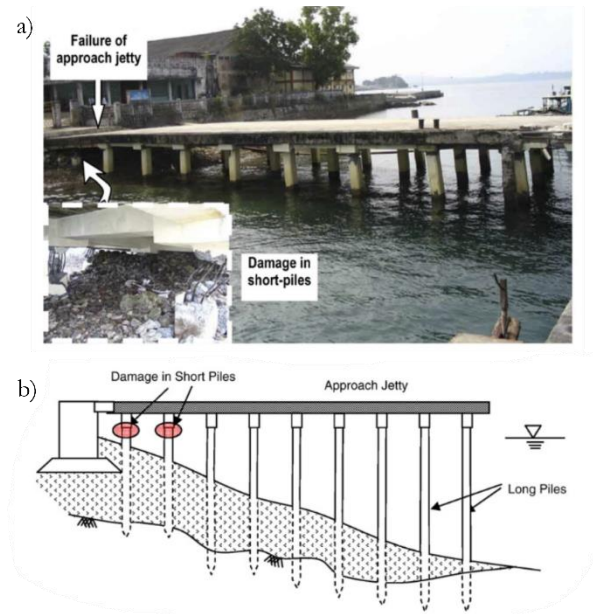 a)
Failure of
approach jetty
Damage in
short-piles
b)
Damage in Short Piles
Approach Jetty
Long Piles